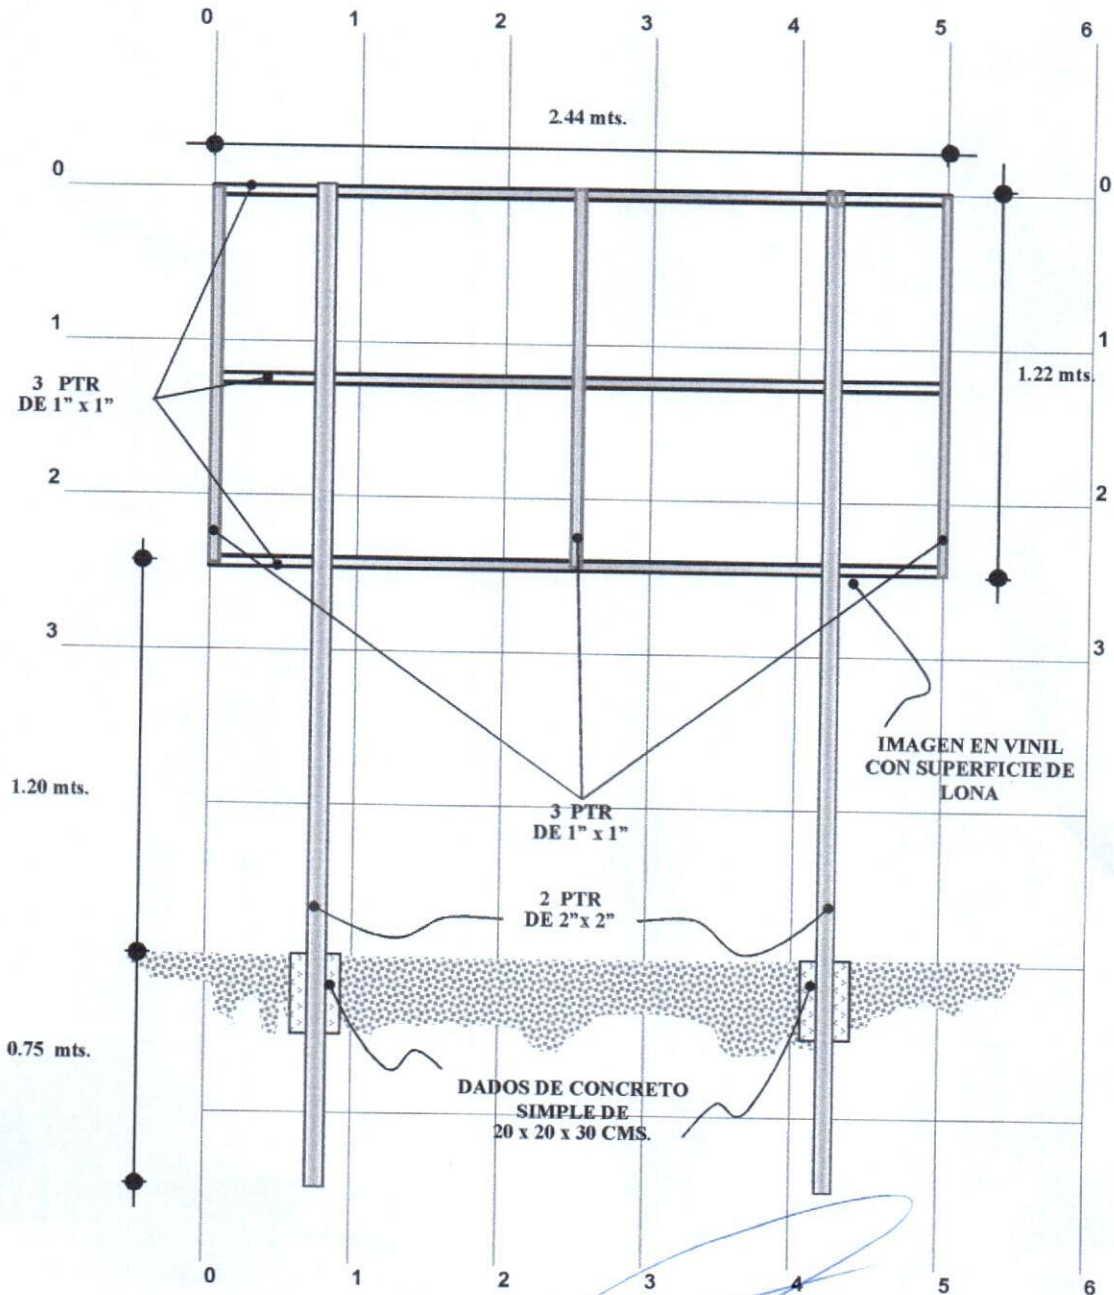 0 1 2 3 4 5 6
2.44 mts.
0 0
1 1
3 PTR
DE 1" x 1"
1.22 mts.
2 2
3 3
IMAGEN EN VINIL
CON SUPERFICIE DE
LONA
1.20 mts.
3 PTR
DE 1" x 1"
2 PTR
DE 2"x 2"
0.75 mts.
DADOS DE CONCRETO
SIMPLE DE
20 x 20 x 30 CMS.
0 1 2 3 4 5 6